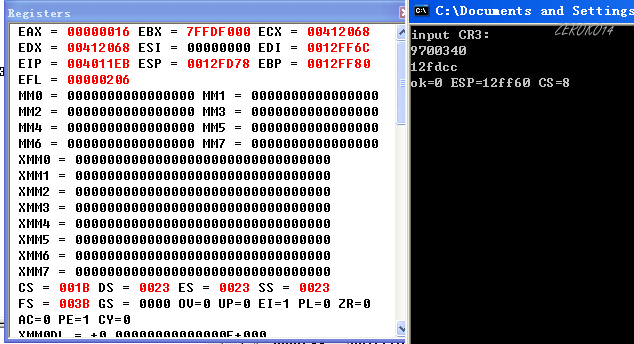 Registers
EAX = 00000016 EBX = 7FFDF000 ECX = 00412068
EDX = 00412068 ESI = 00000000 EDI = 0012FF6C
EIP = 004011EB ESP = 0012FD78 EBP = 0012FF80
EFL = 00000206
MM0 = 0000000000000000 MM1 = 0000000000000000
MM2 = 0000000000000000 MM3 = 0000000000000000
MM4 = 0000000000000000 MM5 = 0000000000000000
MM6 = 0000000000000000 MM7 = 0000000000000000
XMM0 = 00000000000000000000000000000000
XMM1 = 00000000000000000000000000000000
XMM2 = 00000000000000000000000000000000
XMM3 = 00000000000000000000000000000000
XMM4 = 00000000000000000000000000000000
XMM5 = 00000000000000000000000000000000
XMM6 = 00000000000000000000000000000000
XMM7 = 00000000000000000000000000000000
CS = 001B DS = 0023 ES = 0023 SS = 0023
FS = 003B GS = 0000 OV=0 UP=0 EI=1 PL=0 ZR=0
AC=0 PE=1 CY=0
XMM0DL = +0.00000000000000E+000
C:\Documents and Settings
ZEROK014
input CR3:
9700340
12fdcc
ok=0 ESP=12ff60 CS=8